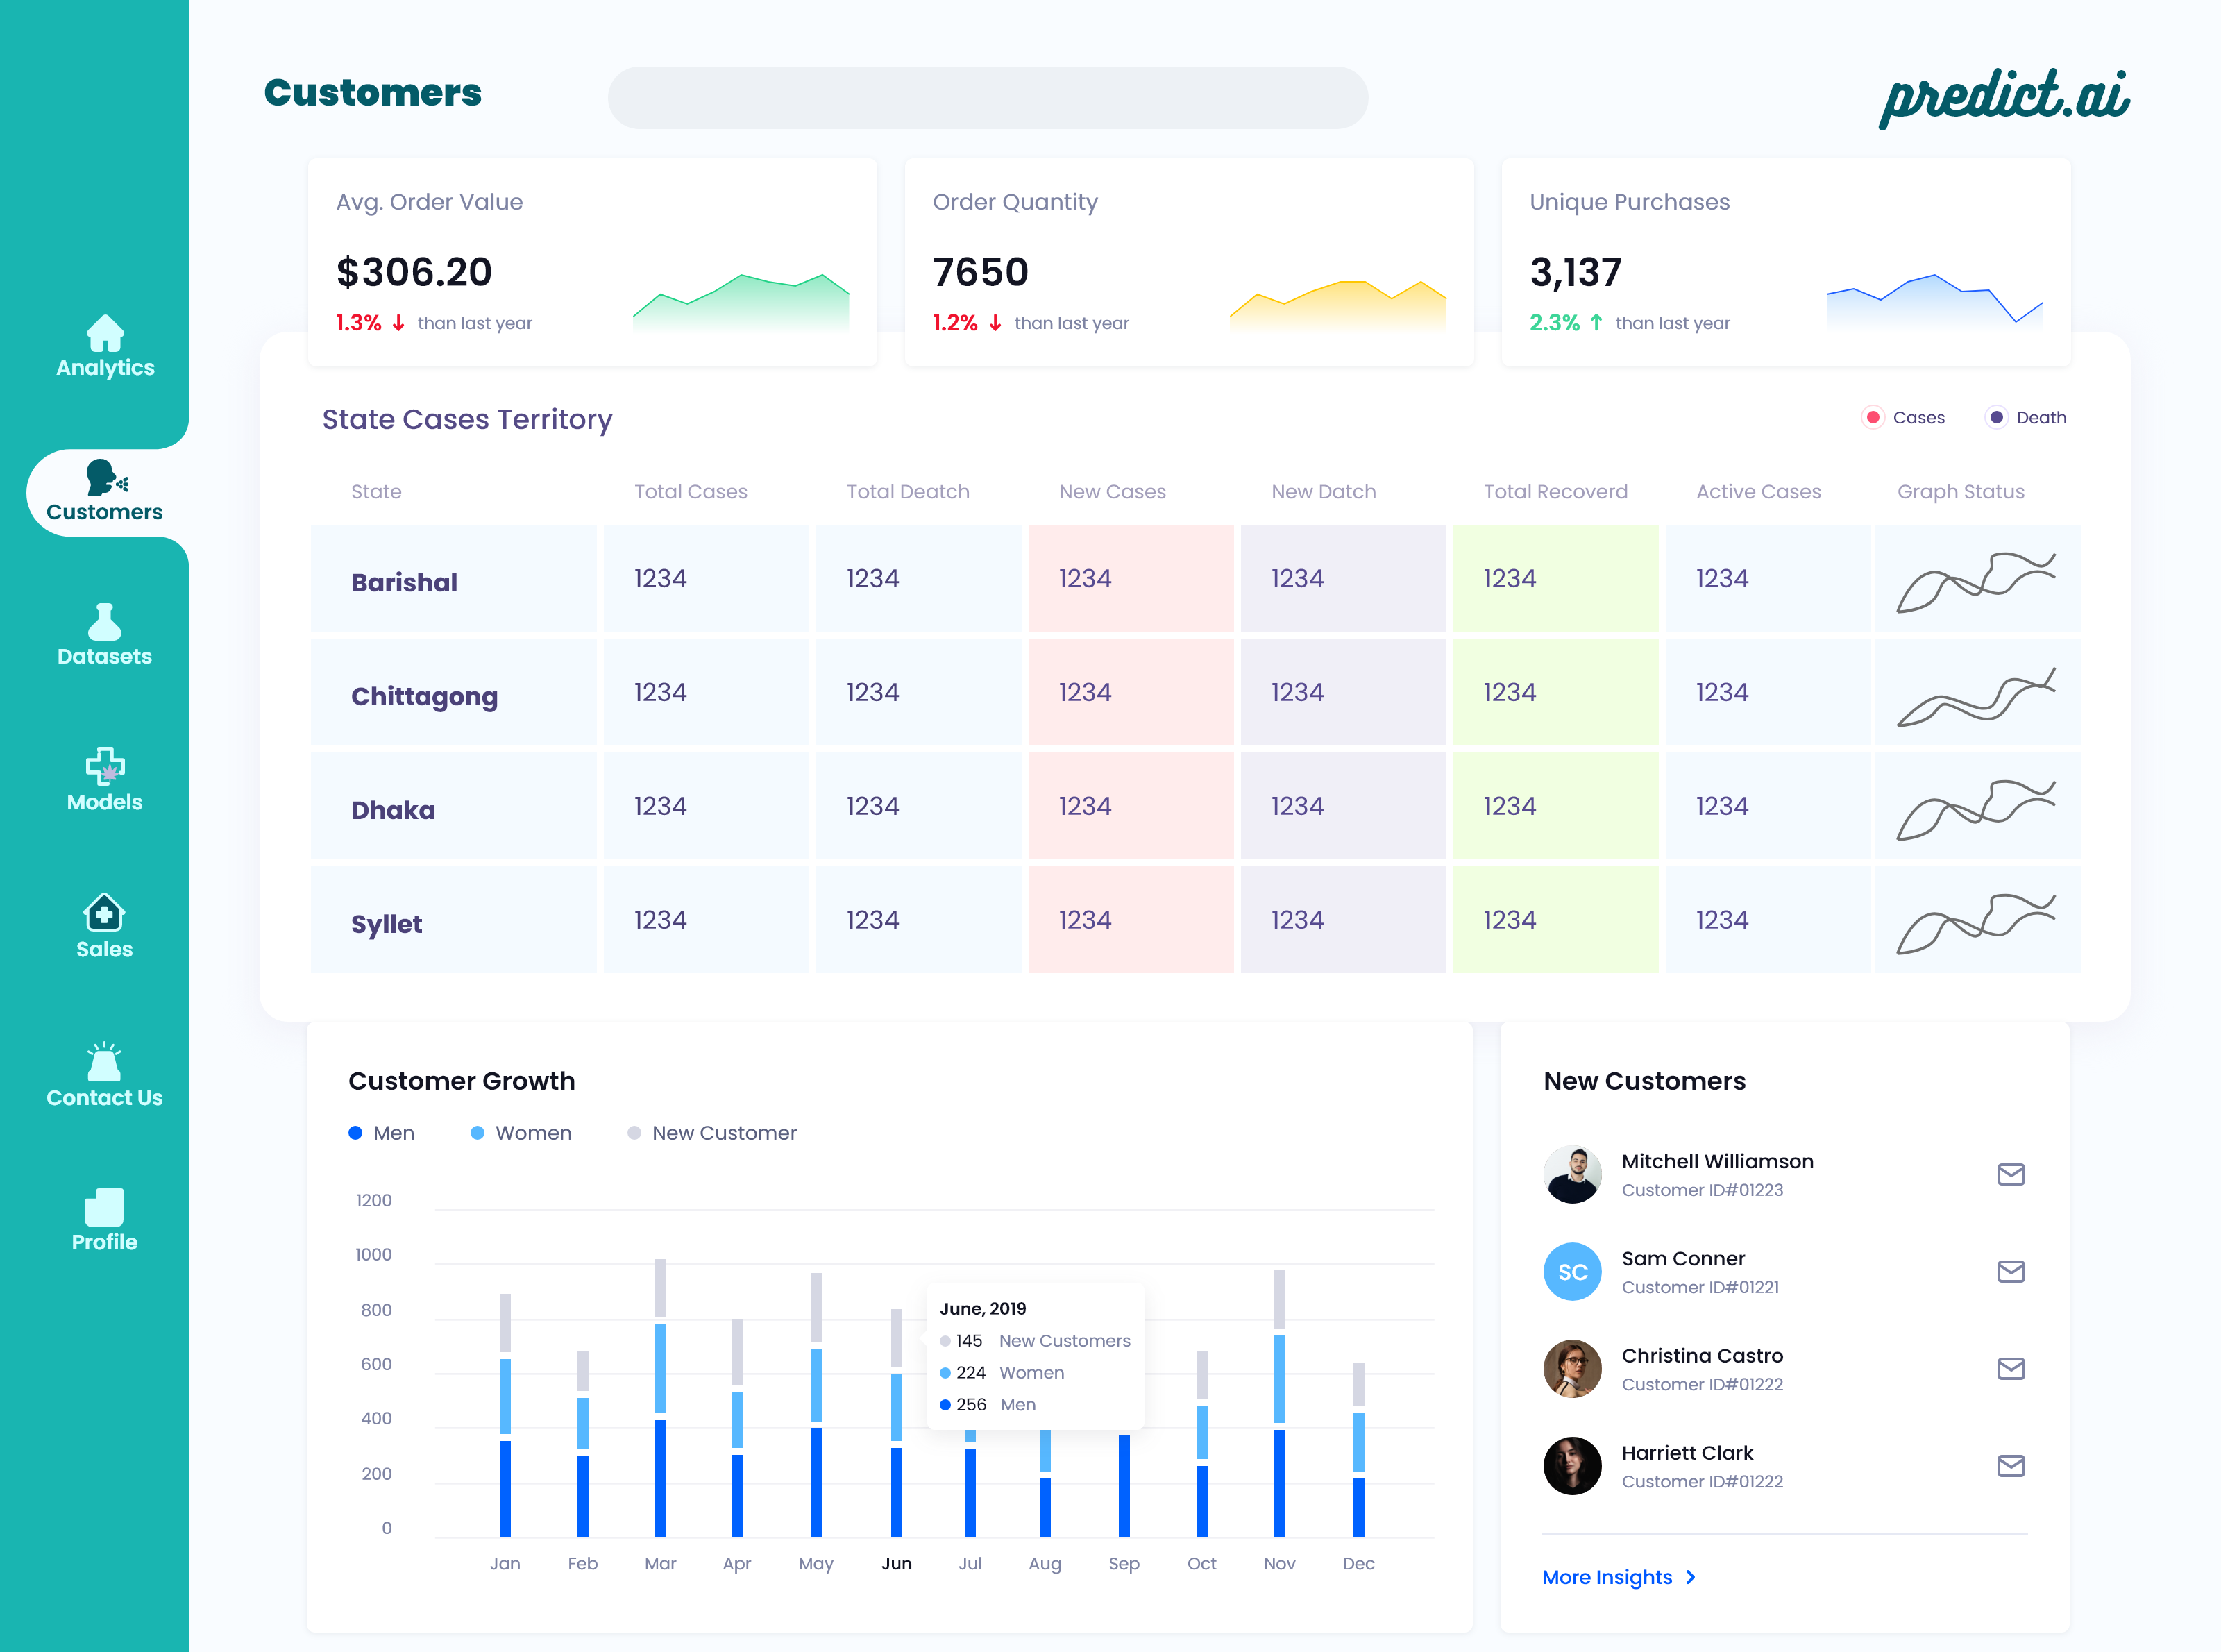 Customers
predict.ai
Avg. Order Value
$306.20
1.3% ↓ than last year
Order Quantity
7650
1.2% ↓ than last year
Unique Purchases
3,137
2.3% ↑ than last year
Analytics
Customers
Datasets
Models
Sales
Contact Us
Profile
State Cases Territory
Cases Death
State Total Cases Total Deatch New Cases New Datch Total Recoverd Active Cases Graph Status
Barishal 1234 1234 1234 1234 1234 1234
Chittagong 1234 1234 1234 1234 1234 1234
Dhaka 1234 1234 1234 1234 1234 1234
Syllet 1234 1234 1234 1234 1234 1234
Customer Growth
Men Women New Customer
1200
1000
800
600
400
200
0
June, 2019
145 New Customers
224 Women
256 Men
Jan Feb Mar Apr May Jun Jul Aug Sep Oct Nov Dec
New Customers
Mitchell Williamson
Customer ID#01223
SC
Sam Conner
Customer ID#01221
Christina Castro
Customer ID#01222
Harriett Clark
Customer ID#01222
More Insights